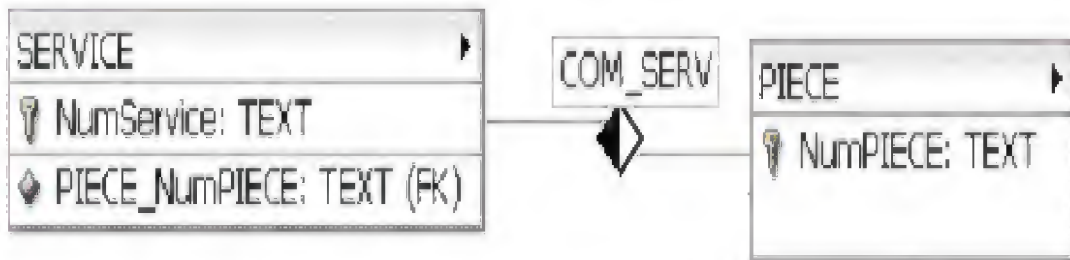 SERVICE
NumService: TEXT
PIECE_NumPIECE: TEXT (FK)
COM_SERV
PIECE
NumPIECE: TEXT